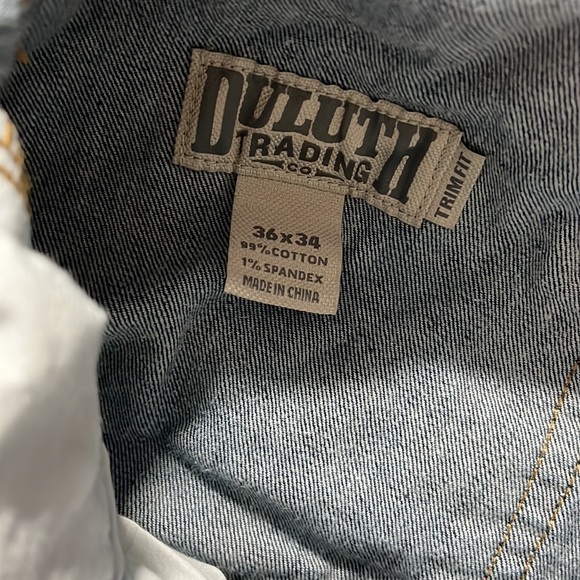 DULUTH
TRADING
CO
TRIM FIT
36X34
99% COTTON
1% SPANDEX
MADE IN CHINA